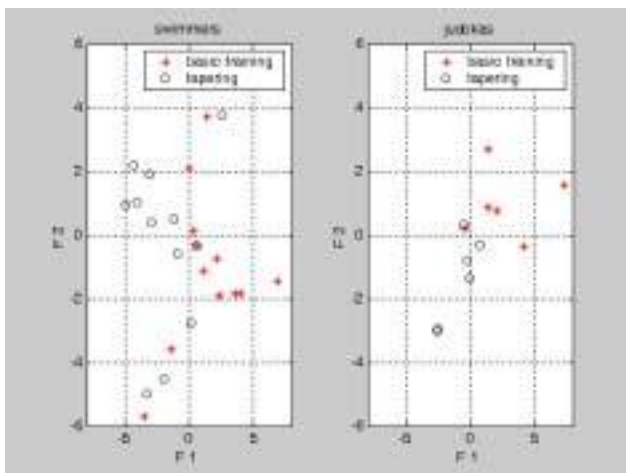 swimmers
judokas
basic training
tapering
basic training
tapering
6
4
2
0
-2
-4
-6
F 2
-5 0 5
F 1
6
4
2
0
-2
-4
-6
F 2
-5 0 5
F 1